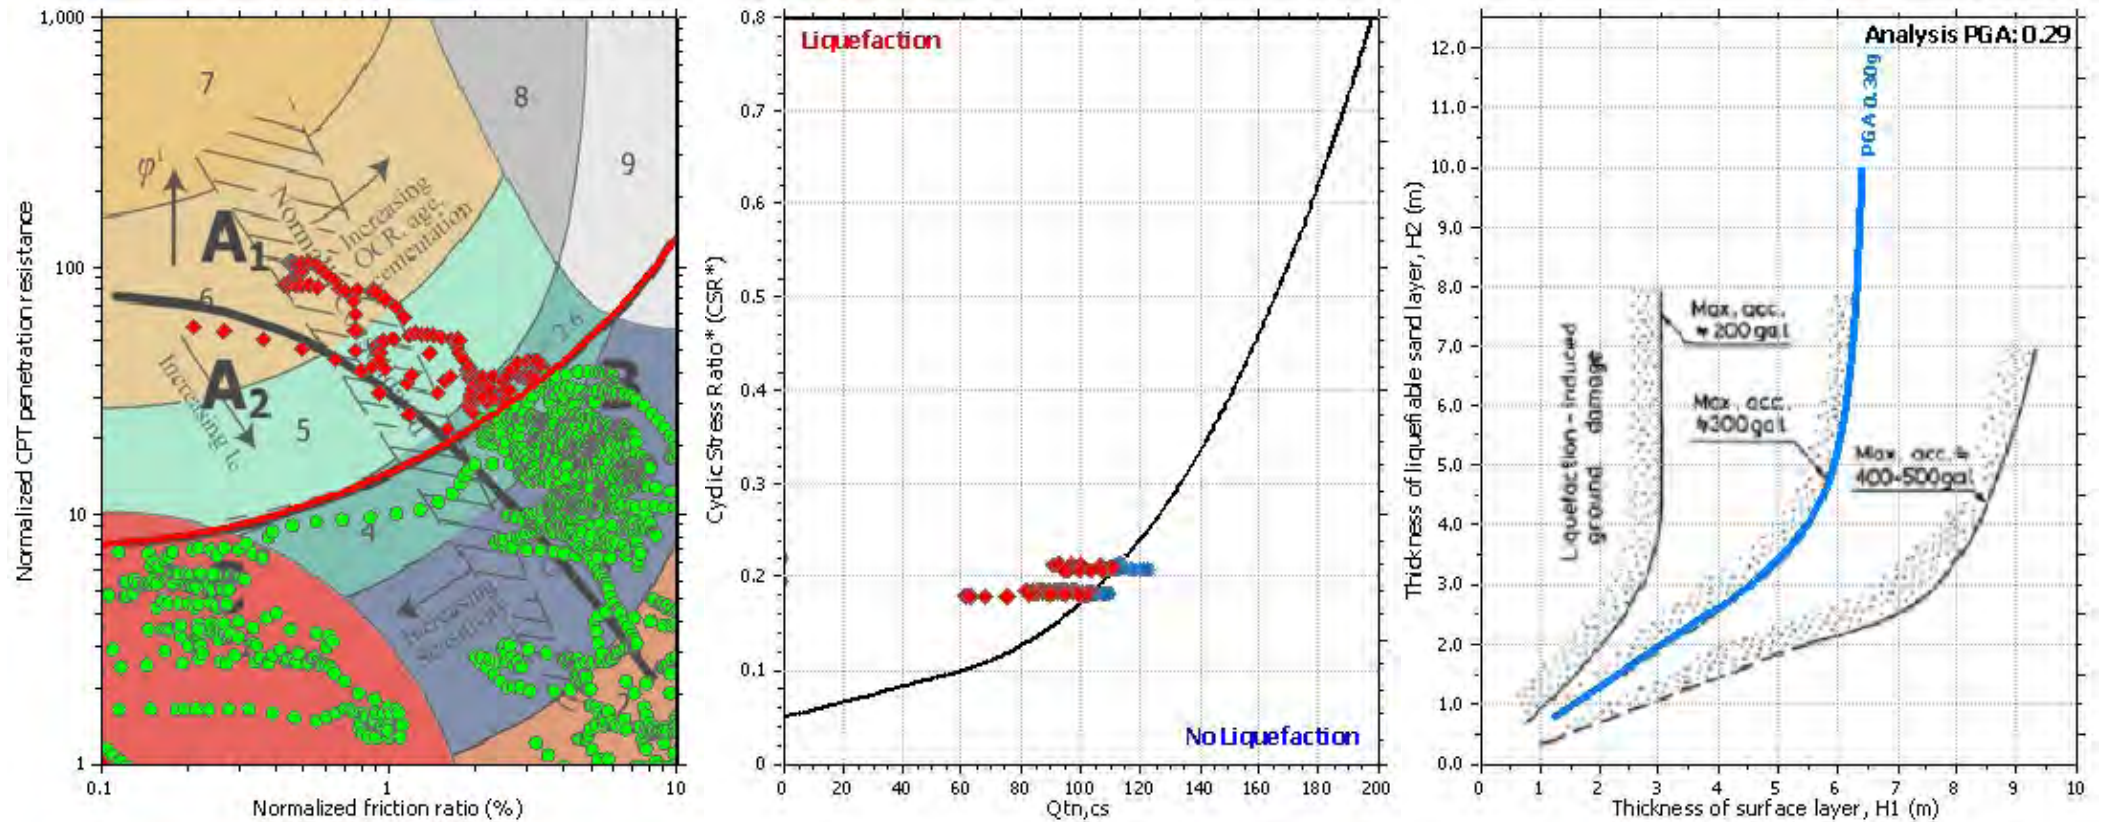 1,000
100
10
1
0.1
1
10
Normalized CPT penetration resistance
Normalized friction ratio (%)
7
8
9
6
5
4
2.6
φ'
A1
A2
Increasing
OCR, age,
cementation
Increasing Ic
Increasing
sensitivity
Liquefaction
No Liquefaction
0.8
0.7
0.6
0.5
0.4
0.3
0.2
0.1
0
0
20
40
60
80
100
120
140
160
180
200
Cyclic Stress Ratio* (CSR*)
Qtn,cs
Analysis PGA: 0.29
PGA 0.30g
12.0
11.0
10.0
9.0
8.0
7.0
6.0
5.0
4.0
3.0
2.0
1.0
0.0
0
1
2
3
4
5
6
7
8
9
10
Thickness of liquefiable sand layer, H2 (m)
Thickness of surface layer, H1 (m)
Liquefaction - induced
ground damage
Max. acc.
≒ 200 gal
Max. acc.
≒300 gal
Max. acc. ≒
400-500gal